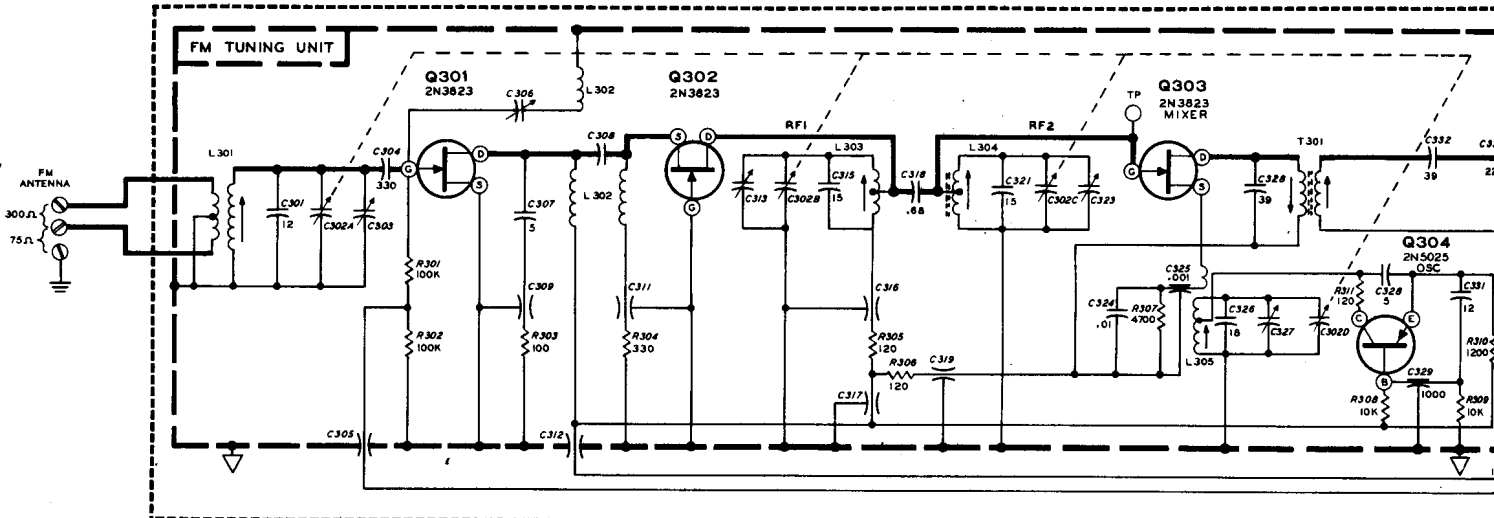 FM TUNING UNIT
Q301
2N3823
C306
L302
Q302
2N3823
Q303
2N3823
MIXER
TP
RF1
RF2
L301
C304
330
G
D
S
C308
S
D
G
L303
L304
C318
.68
G
D
S
T301
C332
39
FM
ANTENNA
300Ω
75Ω
C301
12
C302A
C303
C307
5
L302
C313
C302B
C315
15
C321
15
C302C
C323
C328
39
Q304
2N5025
OSC
R301
100K
C309
C311
C316
C325
.001
C324
.01
R307
4700
C326
18
C327
C302D
L305
R311
120
C328
5
C331
12
C
E
B
R302
100K
R303
100
R304
330
R305
120
R306
120
C319
C317
C329
1000
R308
10K
R309
10K
R310
1200
C305
C312